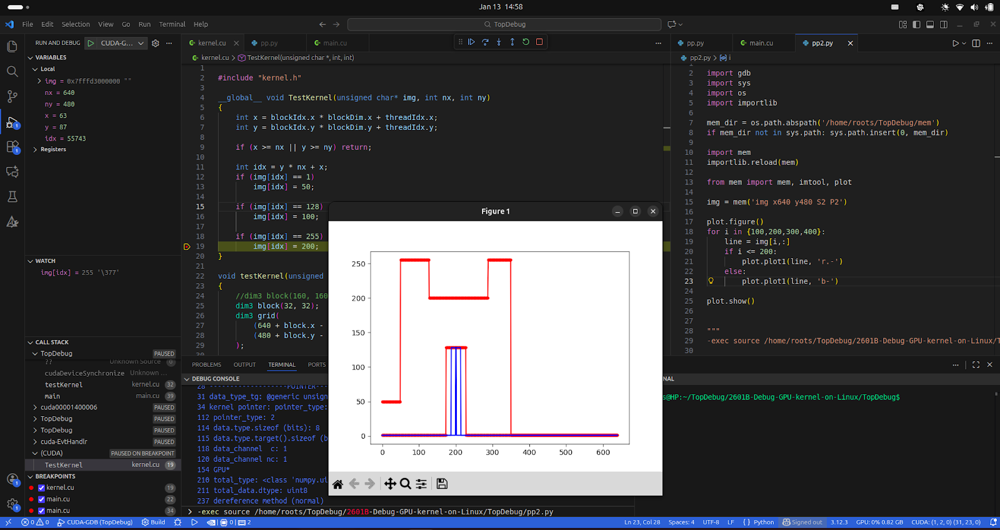 Jan 13 14:58
File Edit Selection View Go Run Terminal Help
TopDebug
RUN AND DEBUG CUDA-G...
VARIABLES
Local
img = 0x7fffd3000000 ""
nx = 640
ny = 480
x = 63
y = 87
idx = 55743
Registers
WATCH
img[idx] = 255 '\377'
CALL STACK
TopDebug PAUSED
?? Unknown Source 0
cudaDeviceSynchronize Unknown ...
testKernel kernel.cu 32
main main.cu 39
cuda00001400006 PAUSED
TopDebug PAUSED
TopDebug PAUSED
cuda-EvtHandlr PAUSED
(CUDA) PAUSED ON BREAKPOINT
TestKernel kernel.cu 19
BREAKPOINTS
kernel.cu 19
main.cu 22
main.cu 34
kernel.cu pp.py main.cu
kernel.cu > TestKernel(unsigned char *, int, int)
1
2 #include "kernel.h"
3
4 __global__ void TestKernel(unsigned char* img, int nx, int ny)
5 {
6 int x = blockIdx.x * blockDim.x + threadIdx.x;
7 int y = blockIdx.y * blockDim.y + threadIdx.y;
8
9 if (x >= nx || y >= ny) return;
10
11 int idx = y * nx + x;
12 if (img[idx] == 1)
13 img[idx] = 50;
14
15 if (img[idx] == 128)
16 img[idx] = 100;
17
18 if (img[idx] == 255)
19 img[idx] = 200;
20 }
21
22 void testKernel(unsigned
23 {
24 //dim3 block(160, 160
25 dim3 block(32, 32);
26 dim3 grid(
27 (640 + block.x -
28 (480 + block.y -
29 );
pp.py main.cu pp2.py
pp2.py > i
2 import gdb
3 import sys
4 import os
5 import importlib
6
7 mem_dir = os.path.abspath('/home/roots/TopDebug/mem')
8 if mem_dir not in sys.path: sys.path.insert(0, mem_dir)
9
10 import mem
11 importlib.reload(mem)
12
13 from mem import mem, imtool, plot
14
15 img = mem('img x640 y480 S2 P2')
16
17 plot.figure()
18 for i in {100,200,300,400}:
19 line = img[i,:]
20 if i <= 200:
21 plot.plot1(line, 'r.-')
22 else:
23 plot.plot1(line, 'b-')
24
25 plot.show()
26
27
28 """
29 -exec source /home/roots/TopDebug/2601B-Debug-GPU-kernel-on-Linux/T
30
Figure 1
250
200
150
100
50
0
0 100 200 300 400 500 600
PROBLEMS OUTPUT TERMINAL PORTS
DEBUG CONSOLE
28 --------------------POINTER---
31 data_type_tg: @generic unsign
34 kernel pointer: pointer_type:
112 pointer_type: 2
114 data.type.sizeof (bits): 8
115 data.type.target().sizeof (b
118 data_channel c: 1
120 data_channel nc: 1
154 GPU*
210 total_type: <class 'numpy.ui
211 total_data.dtype: uint8
237 dereference method (normal)
> -exec source /home/roots/TopDebug/2601B-Debug-GPU-kernel-on-Linux/TopDebug/pp2.py
NAL
s@HP:~/TopDebug/2601B-Debug-GPU-kernel-on-Linux/TopDebug$
0 0 CUDA-GDB (TopDebug) Build 0 2 Ln 23, Col 28 Spaces: 4 UTF-8 LF { } Python Signed out 3.12.3 GPU: 0% 0.82 GB CUDA: (1, 2, 0) (31, 23, 0)